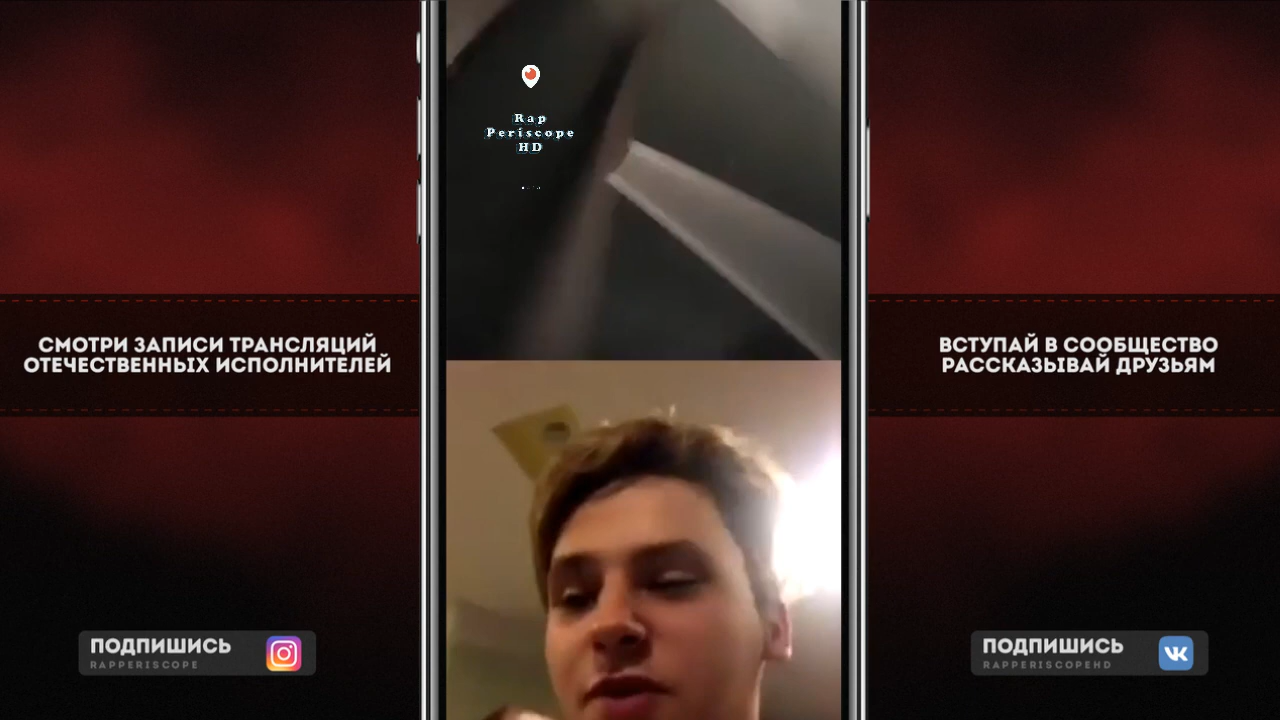 Rap
Periscope
HD
СМОТРИ ЗАПИСИ ТРАНСЛЯЦИЙ
ОТЕЧЕСТВЕННЫХ ИСПОЛНИТЕЛЕЙ
ВСТУПАЙ В СООБЩЕСТВО
РАССКАЗЫВАЙ ДРУЗЬЯМ
ПОДПИШИСЬ
RAPPERISCOPE
ПОДПИШИСЬ
RAPPERISCOPEHD